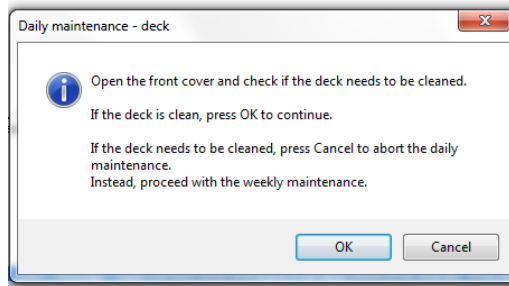 Daily maintenance - deck
Open the front cover and check if the deck needs to be cleaned.
If the deck is clean, press OK to continue.
If the deck needs to be cleaned, press Cancel to abort the daily
maintenance.
Instead, proceed with the weekly maintenance.
OK Cancel